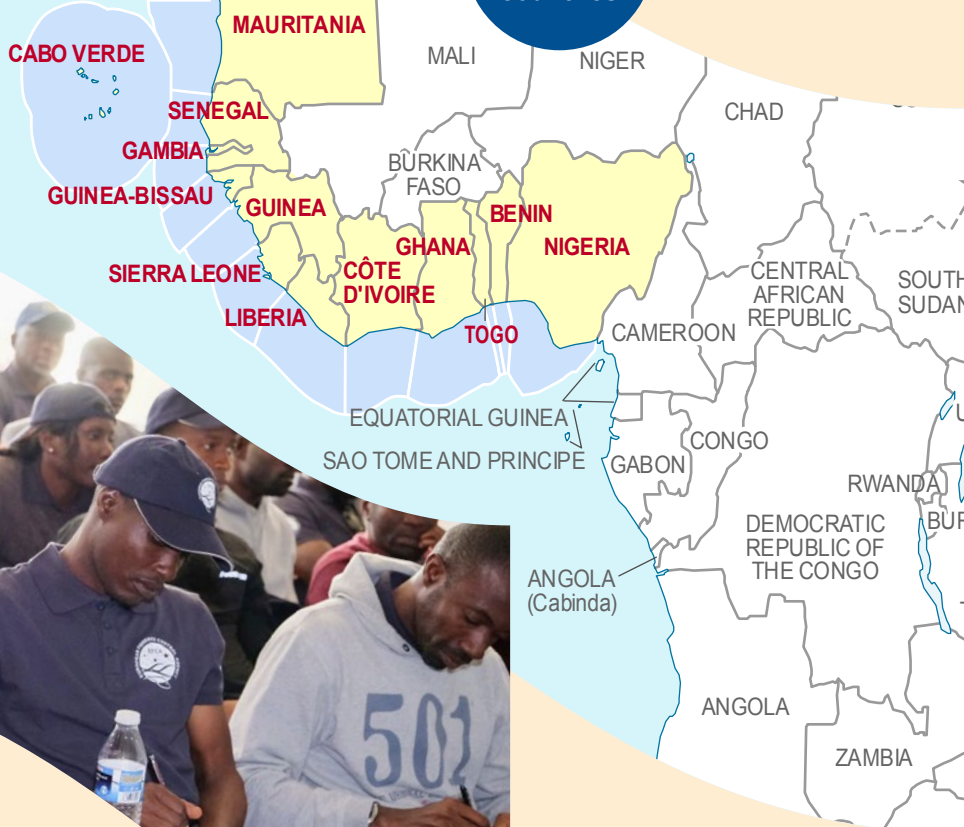 MAURITANIA
CABO VERDE
MALI
NIGER
CHAD
SENEGAL
GAMBIA
BURKINA
FASO
GUINEA-BISSAU
GUINEA
BENIN
GHANA
NIGERIA
SIERRA LEONE
CÔTE
D'IVOIRE
CENTRAL
AFRICAN
REPUBLIC
SOUTH
SUDAN
LIBERIA
TOGO
CAMEROON
EQUATORIAL GUINEA
SAO TOME AND PRINCIPE
GABON
CONGO
RWANDA
DEMOCRATIC
REPUBLIC OF
THE CONGO
BUR
ANGOLA
(Cabinda)
ANGOLA
ZAMBIA
501